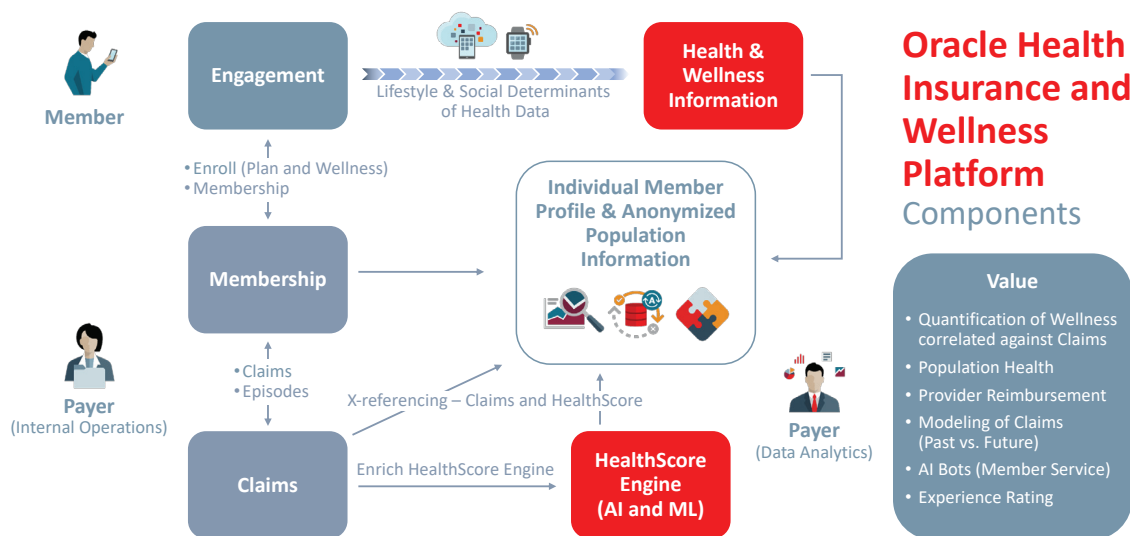 Member
Engagement
Lifestyle & Social Determinants
of Health Data
Health &
Wellness
Information
• Enroll (Plan and Wellness)
• Membership
Membership
Individual Member
Profile & Anonymized
Population
Information
A
Payer
(Internal Operations)
• Claims
• Episodes
X-referencing – Claims and HealthScore
Claims
Enrich HealthScore Engine
HealthScore
Engine
(AI and ML)
Payer
(Data Analytics)
Oracle Health
Insurance and
Wellness
Platform
Components
Value
• Quantification of Wellness
correlated against Claims
• Population Health
• Provider Reimbursement
• Modeling of Claims
(Past vs. Future)
• AI Bots (Member Service)
• Experience Rating